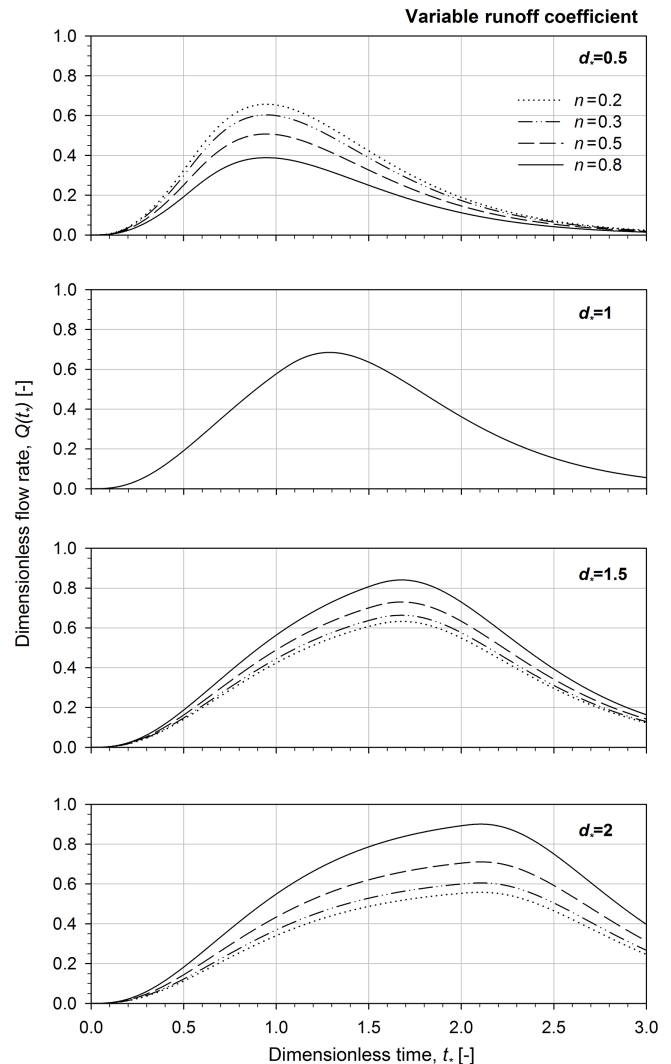 Variable runoff coefficient
1.0
0.8
0.6
0.4
0.2
0.0
d*=0.5
n=0.2
n=0.3
n=0.5
n=0.8
1.0
0.8
0.6
0.4
0.2
0.0
d*=1
Dimensionless flow rate, Q(t*) [-]
1.0
0.8
0.6
0.4
0.2
0.0
d*=1.5
1.0
0.8
0.6
0.4
0.2
0.0
d*=2
0.0 0.5 1.0 1.5 2.0 2.5 3.0
Dimensionless time, t* [-]